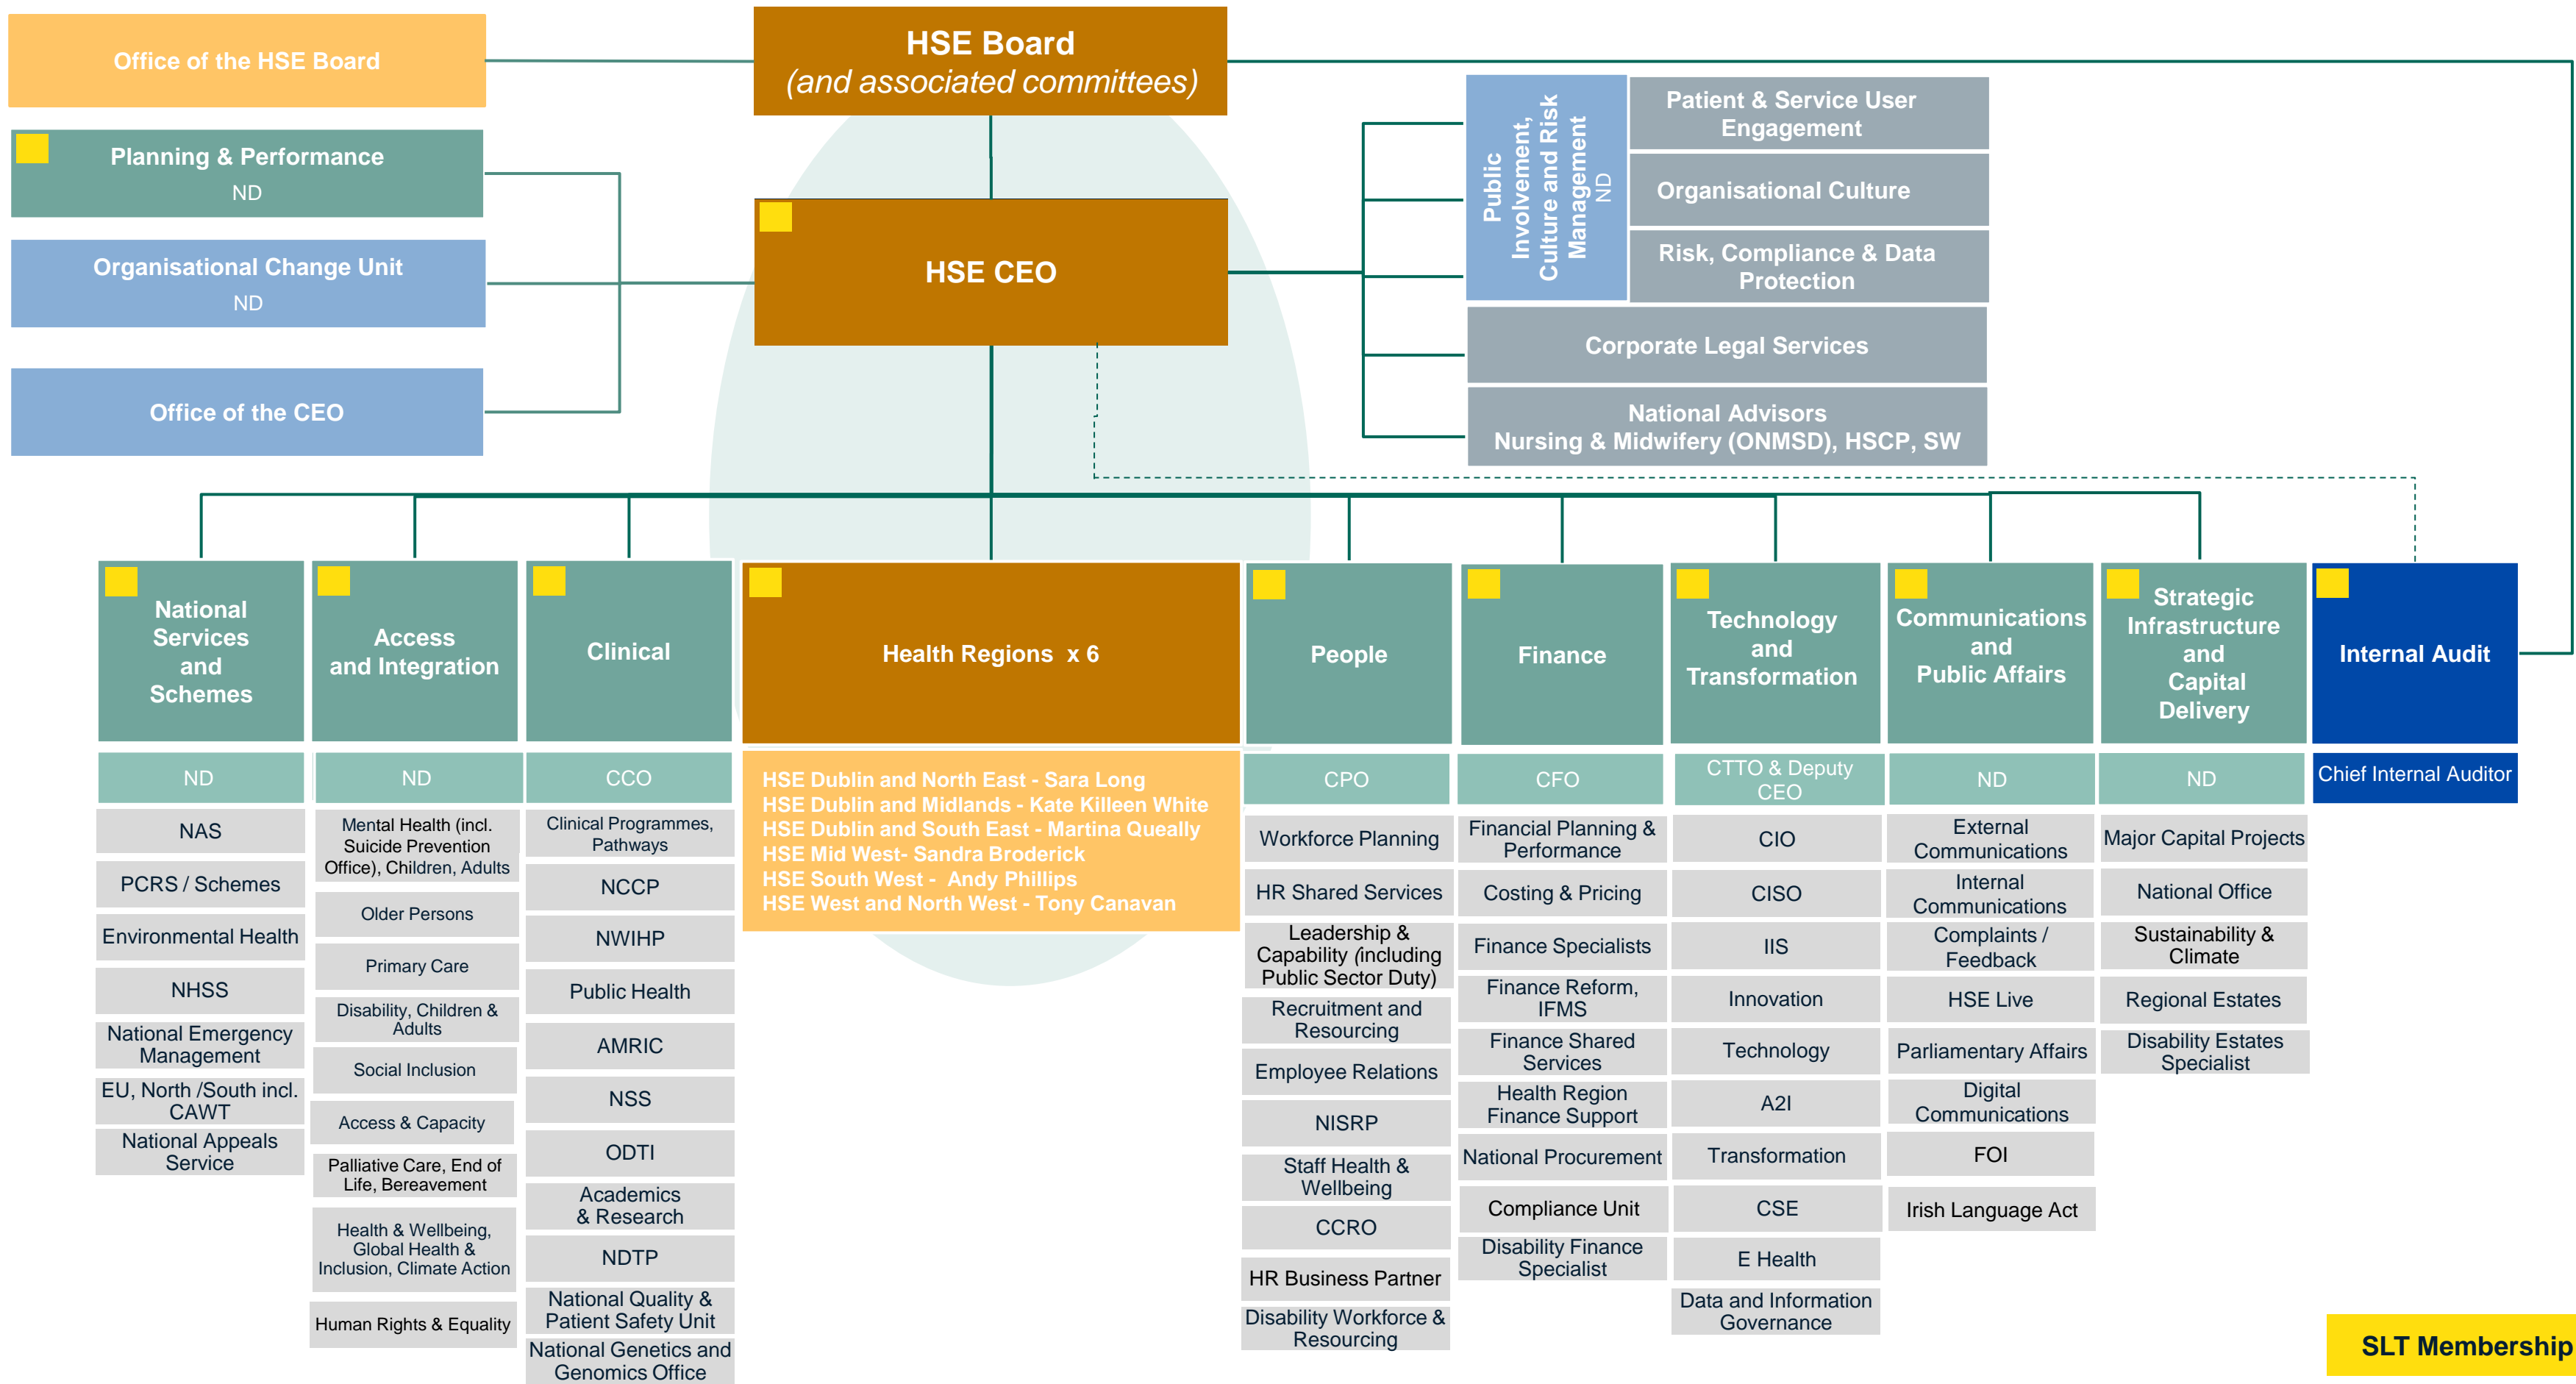 Office of the HSE Board
HSE Board
(and associated committees)
Planning & Performance
ND
Organisational Change Unit
ND
Office of the CEO
HSE CEO
Public
Involvement,
Culture and Risk
Management
ND
Patient & Service User
Engagement
Organisational Culture
Risk, Compliance & Data
Protection
Corporate Legal Services
National Advisors
Nursing & Midwifery (ONMSD), HSCP, SW
National
Services
and
Schemes
ND
NAS
PCRS / Schemes
Environmental Health
NHSS
National Emergency
Management
EU, North /South incl.
CAWT
National Appeals
Service
Access
and Integration
ND
Mental Health (incl.
Suicide Prevention
Office), Children, Adults
Older Persons
Primary Care
Disability, Children &
Adults
Social Inclusion
Access & Capacity
Palliative Care, End of
Life, Bereavement
Health & Wellbeing,
Global Health &
Inclusion, Climate Action
Human Rights & Equality
Clinical
CCO
Clinical Programmes,
Pathways
NCCP
NWIHP
Public Health
AMRIC
NSS
ODTI
Academics
& Research
NDTP
National Quality &
Patient Safety Unit
National Genetics and
Genomics Office
Health Regions x 6
HSE Dublin and North East - Sara Long
HSE Dublin and Midlands - Kate Killeen White
HSE Dublin and South East - Martina Queally
HSE Mid West- Sandra Broderick
HSE South West - Andy Phillips
HSE West and North West - Tony Canavan
People
CPO
Workforce Planning
HR Shared Services
Leadership &
Capability (including
Public Sector Duty)
Recruitment and
Resourcing
Employee Relations
NISRP
Staff Health &
Wellbeing
CCRO
HR Business Partner
Disability Workforce &
Resourcing
Finance
CFO
Financial Planning &
Performance
Costing & Pricing
Finance Specialists
Finance Reform,
IFMS
Finance Shared
Services
Health Region
Finance Support
National Procurement
Compliance Unit
Disability Finance
Specialist
Technology
and
Transformation
CTTO & Deputy
CEO
CIO
CISO
IIS
Innovation
Technology
A2I
Transformation
CSE
E Health
Data and Information
Governance
Communications
and
Public Affairs
ND
External
Communications
Internal
Communications
Complaints /
Feedback
HSE Live
Parliamentary Affairs
Digital
Communications
FOI
Irish Language Act
Strategic
Infrastructure
and
Capital
Delivery
ND
Major Capital Projects
National Office
Sustainability &
Climate
Regional Estates
Disability Estates
Specialist
Internal Audit
Chief Internal Auditor
SLT Membership